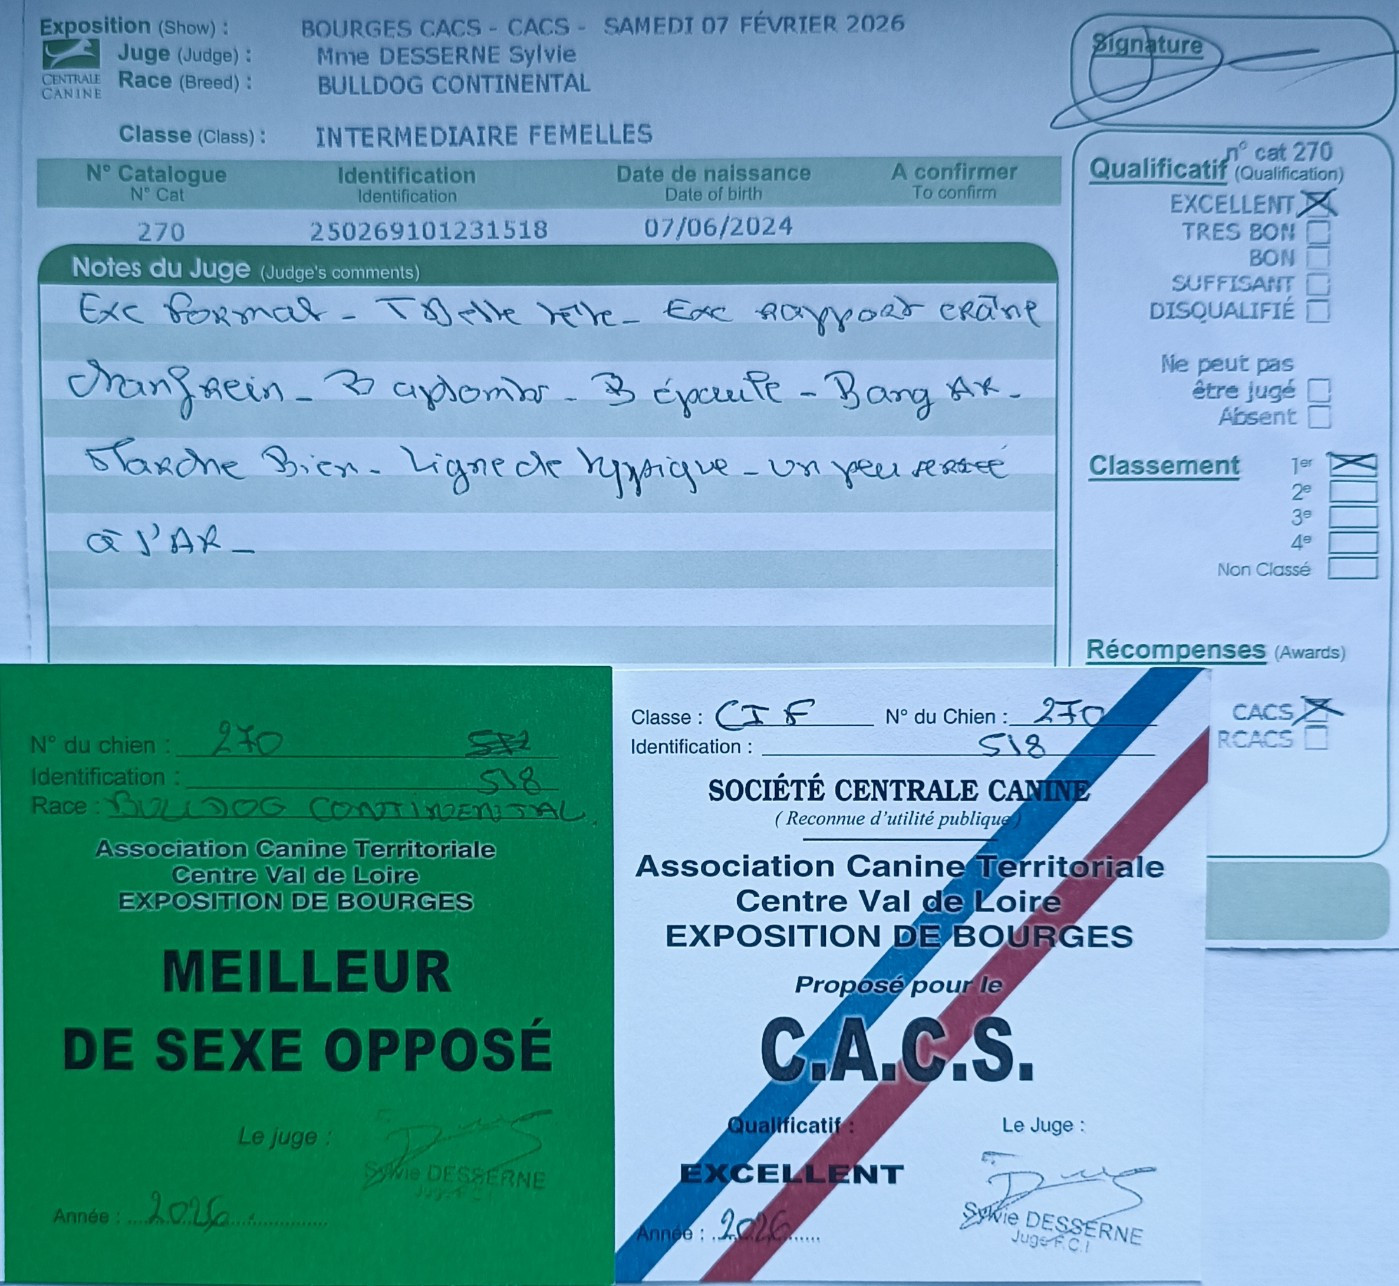 Exposition (Show) : BOURGES CACS - CACS - SAMEDI 07 FÉVRIER 2026
Juge (Judge) : Mme DESSERNE Sylvie
Race (Breed) : BULLDOG CONTINENTAL
CENTRALE
CANINE
Classe (Class) : INTERMEDIAIRE FEMELLES
N° Catalogue Identification Date de naissance A confirmer
N° Cat Identification Date of birth To confirm
270 250269101231518 07/06/2024
Notes du Juge (Judge's comments)
Exc format - TBelle tête - Exc rapport crâne
chanfrein - B aplombs - B épaule - B ang AR -
Marche Bien - Ligne de typique - un peu serrée
à l'AR -
Signature
n° cat 270
Qualificatif (Qualification)
EXCELLENT
TRES BON
BON
SUFFISANT
DISQUALIFIÉ
Ne peut pas
être jugé
Absent
Classement 1er
2e
3e
4e
Non Classé
Récompenses (Awards)
CACS
RCACS
N° du chien : 270
Identification : 518
Race : BULLDOG CONTINENTAL
Association Canine Territoriale
Centre Val de Loire
EXPOSITION DE BOURGES
MEILLEUR
DE SEXE OPPOSÉ
Le juge :
Sylvie DESSERNE
Juge F.C.I
Année : 2026
Classe : CIF N° du Chien : 270
Identification : 518
SOCIÉTÉ CENTRALE CANINE
( Reconnue d'utilité publique )
Association Canine Territoriale
Centre Val de Loire
EXPOSITION DE BOURGES
Proposé pour le
C.A.C.S.
Qualificatif : Le Juge :
EXCELLENT
Sylvie DESSERNE
Juge F.C.I
Année : 2026